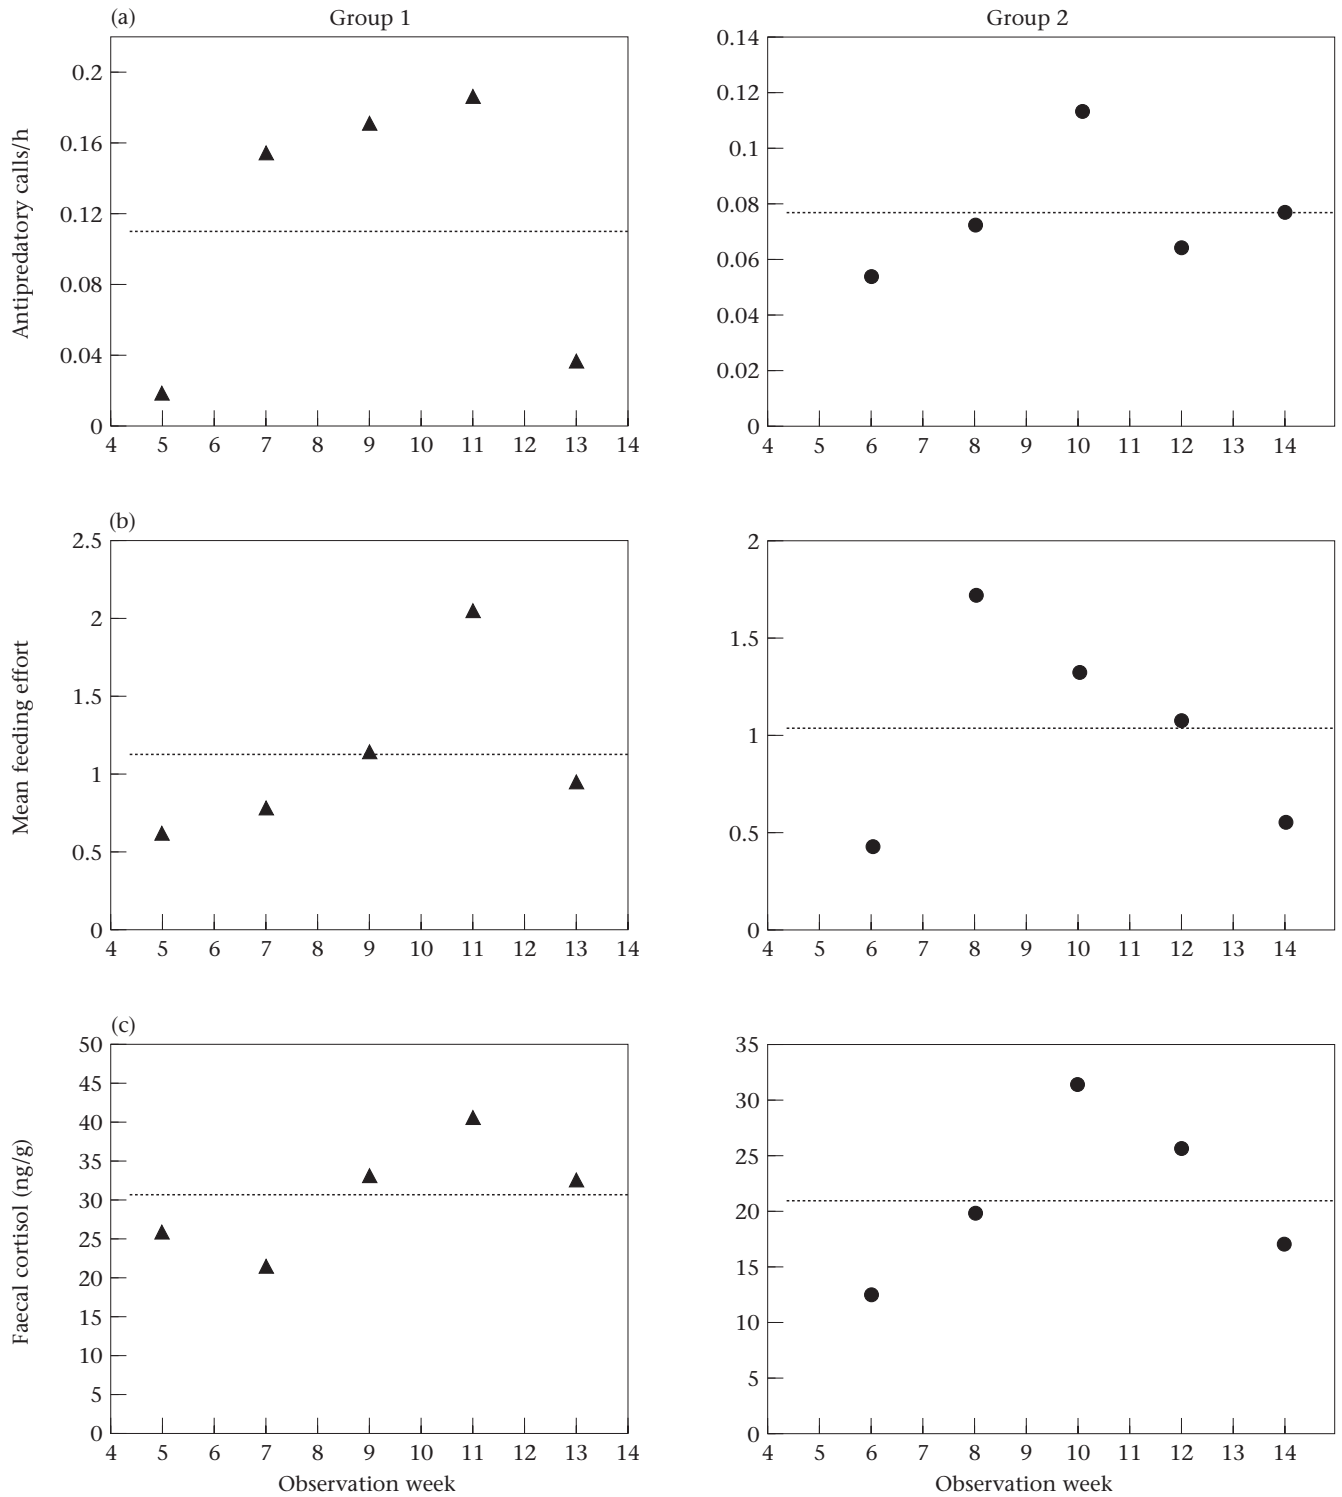 (a)
Group 1
Group 2
Antipredatory calls/h
0.2
0.16
0.12
0.08
0.04
0
4 5 6 7 8 9 10 11 12 13 14
0.14
0.12
0.1
0.08
0.06
0.04
0.02
0
4 5 6 7 8 9 10 11 12 13 14
(b)
Mean feeding effort
2.5
2
1.5
1
0.5
0
4 5 6 7 8 9 10 11 12 13 14
2
1.5
1
0.5
0
4 5 6 7 8 9 10 11 12 13 14
(c)
Faecal cortisol (ng/g)
50
45
40
35
30
25
20
15
10
5
0
4 5 6 7 8 9 10 11 12 13 14
Observation week
35
30
25
20
15
10
5
0
4 5 6 7 8 9 10 11 12 13 14
Observation week